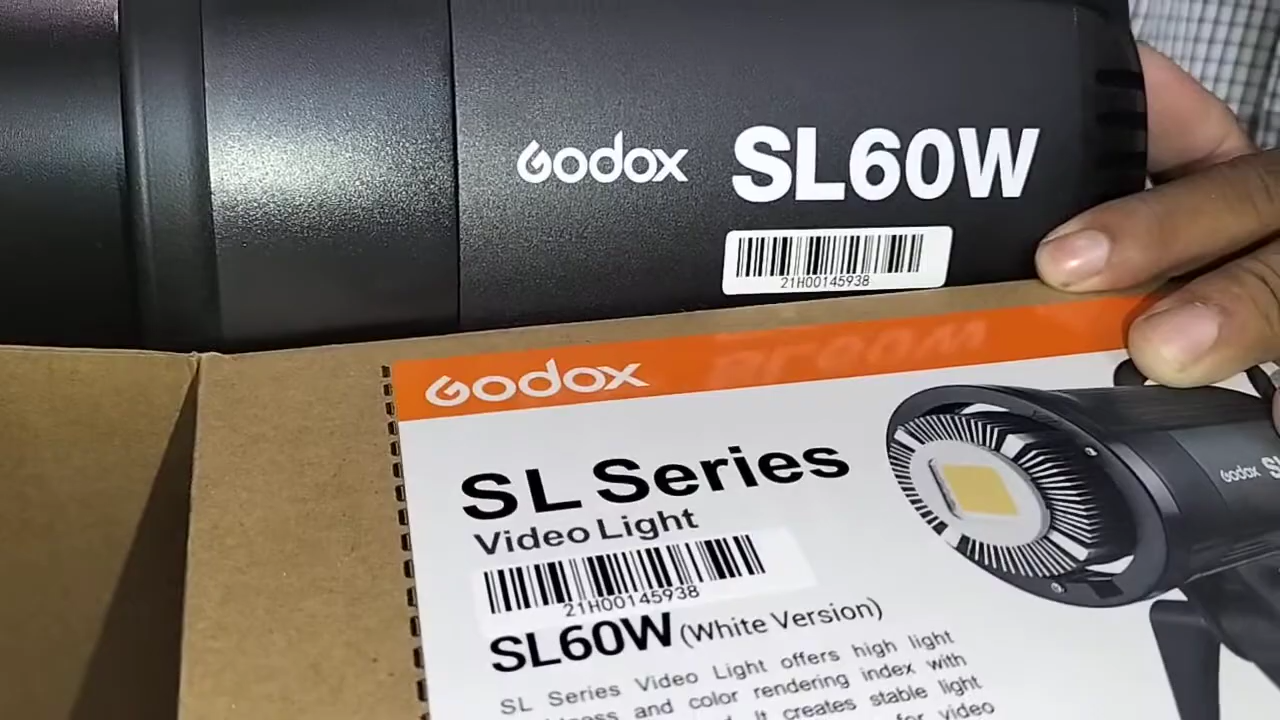 Godox SL60W
21H00145938
Godox
SL Series
Video Light
21H00145938
SL60W (White Version)
SL Series Video Light offers high light
and color rendering index with
It creates stable light
for video
Godox